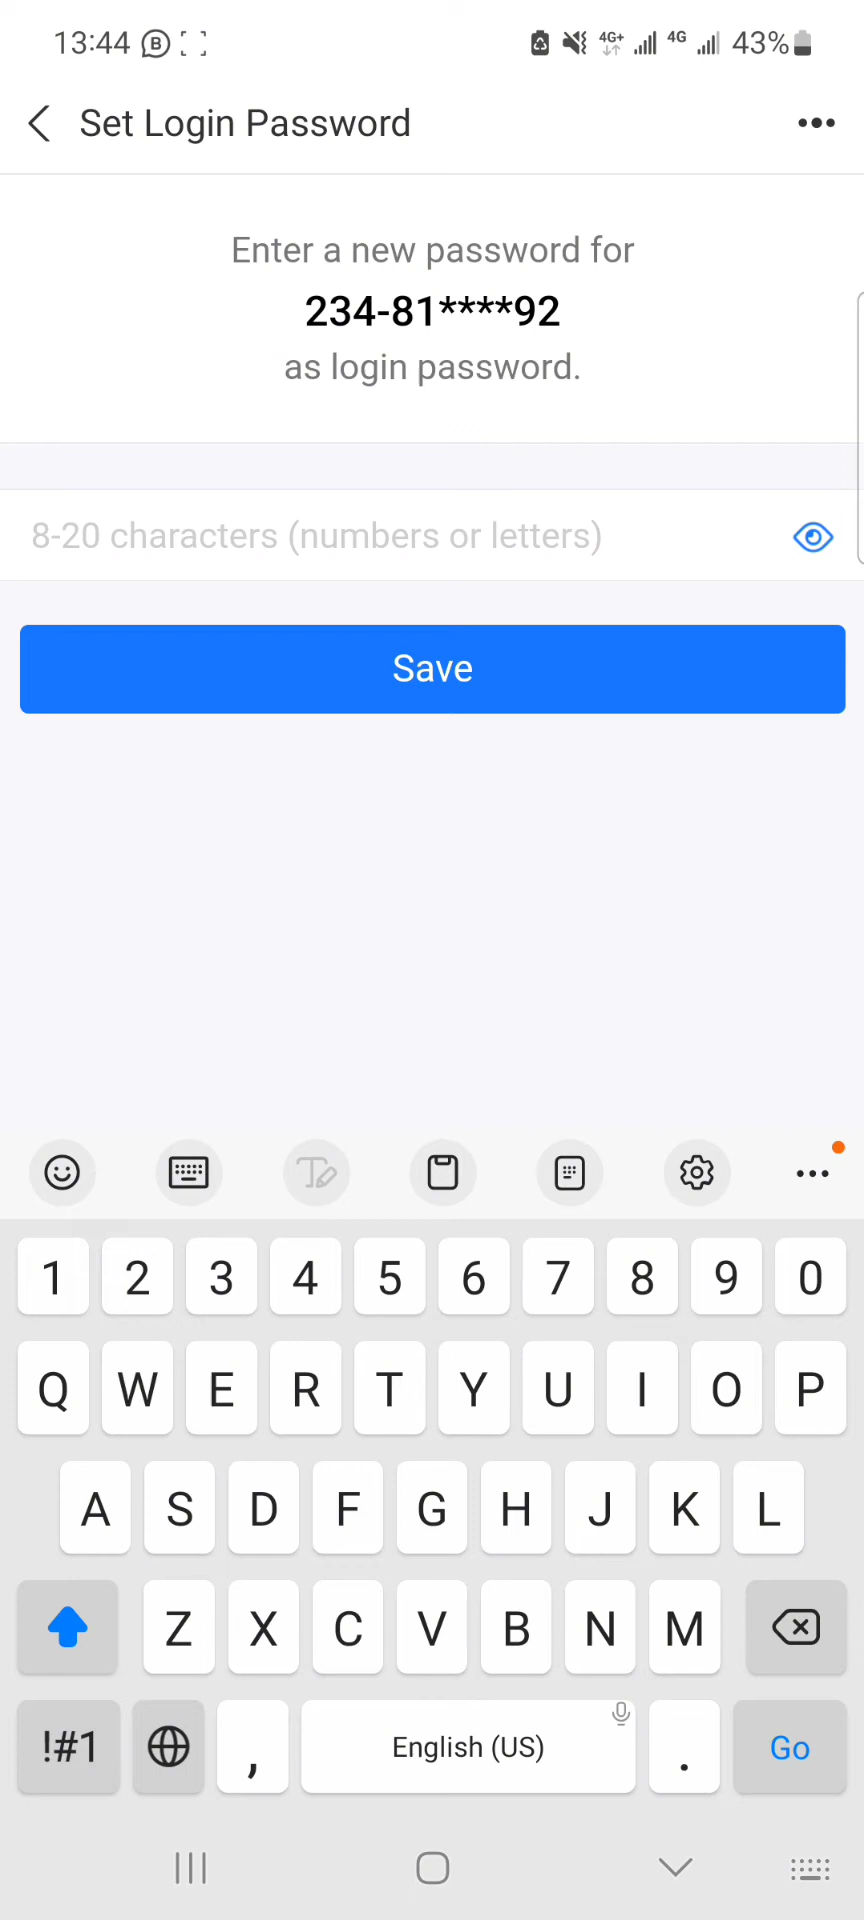 13:44 4G+ 4G 43%
Set Login Password
Enter a new password for
234-81****92
as login password.
8-20 characters (numbers or letters)
Save
1 2 3 4 5 6 7 8 9 0
Q W E R T Y U I O P
A S D F G H J K L
Z X C V B N M
!#1 , English (US) . Go